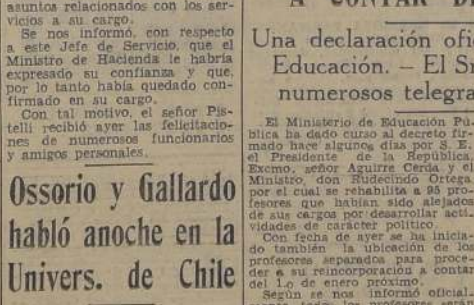 asuntos relacionados con los ser-
vicios a su cargo.
Se nos informó, con respecto
a este Jefe de Servicio, que el
Ministro de Hacienda le habría
expresado su confianza y que,
por lo tanto había quedado con-
firmado en su cargo.
Con tal motivo, el señor Pis-
telli recibió ayer las felicitacio-
nes de numerosos funcionarios
y amigos personales.
Ossorio y Gallardo
habló anoche en la
Univers. de Chile
A CONTAR D
Una declaración ofi
Educación. — El Sr
numerosos telegra
El Ministerio de Educación Pú-
blica ha dado curso al decreto fir-
mado hace algunos días por S. E.
el Presidente de la República,
Excmo. señor Aguirre Cerda y el
Ministro, don Rudecindo Ortega,
por el cual se rehabilita a 95 pro-
fesores que habían sido alejados
de sus cargos por desarrollar activi-
vidades de carácter político.
Con fecha de ayer se ha inicia-
do también la ubicación de los
profesores separados para proce-
der a su reincorporación a contar
del 1.o de enero próximo.
Según se nos informó oficial-